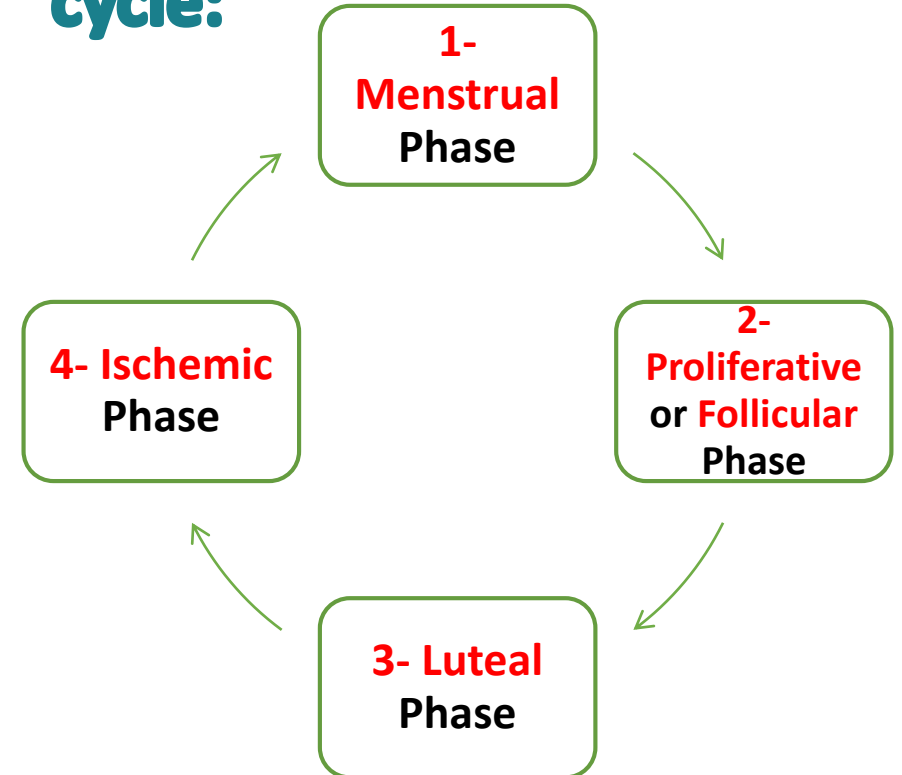 cycle:
1-
Menstrual
Phase
2-
Proliferative
or Follicular
Phase
3- Luteal
Phase
4- Ischemic
Phase